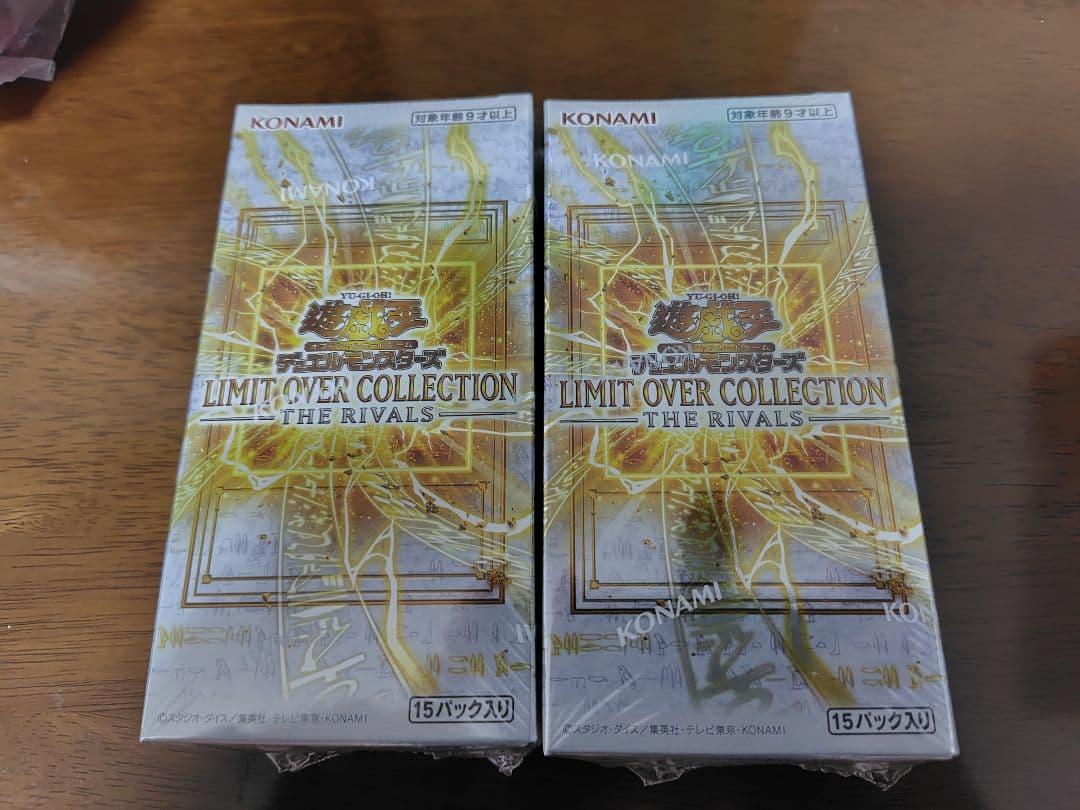 KONAMI
対象年齢9才以上
KONAMI
YU-GI-OH!
遊戯王
デュエルモンスターズ
LIMIT OVER COLLECTION
THE RIVALS
©スタジオ・ダイス／集英社・テレビ東京・KONAMI
15パック入り
KONAMI
対象年齢9才以上
KONAMI
YU-GI-OH!
遊戯王
デュエルモンスターズ
LIMIT OVER COLLECTION
THE RIVALS
KONAMI
KO
©スタジオ・ダイス／集英社・テレビ東京・KONAMI
15パック入り